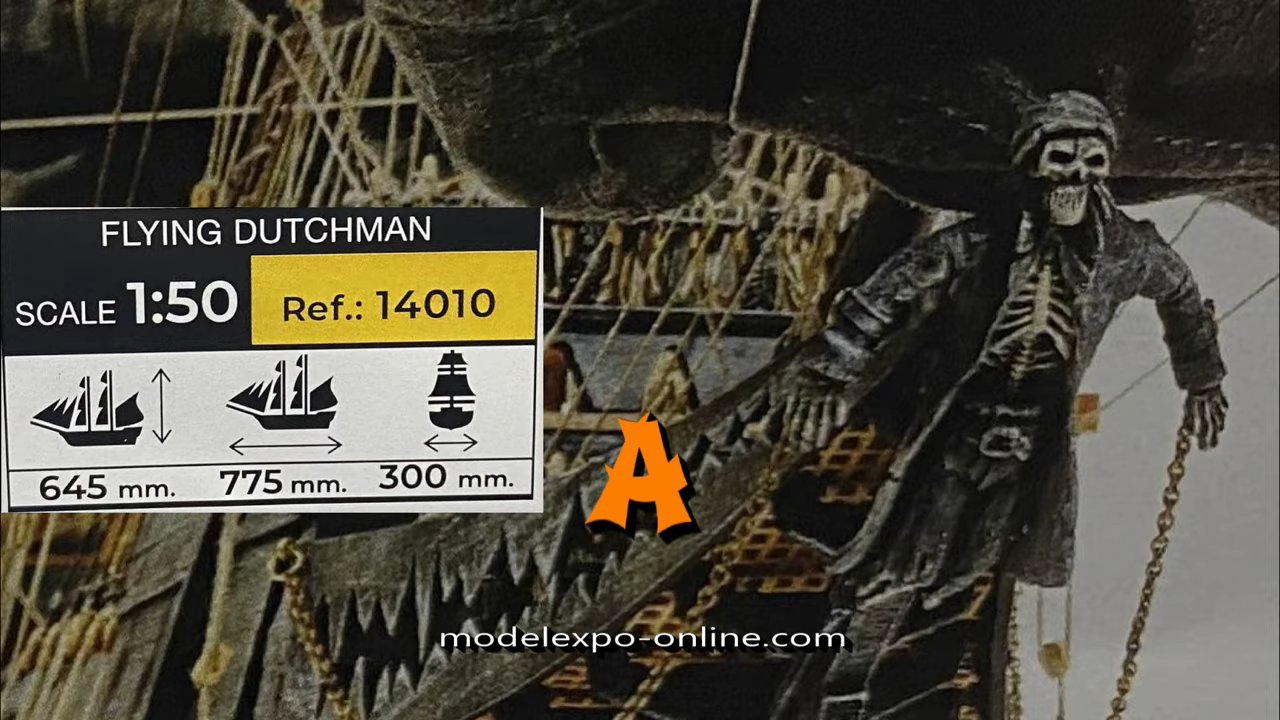 FLYING DUTCHMAN
SCALE 1:50
Ref.: 14010
645 mm.
775 mm.
300 mm.
A
modelexpo-online.com